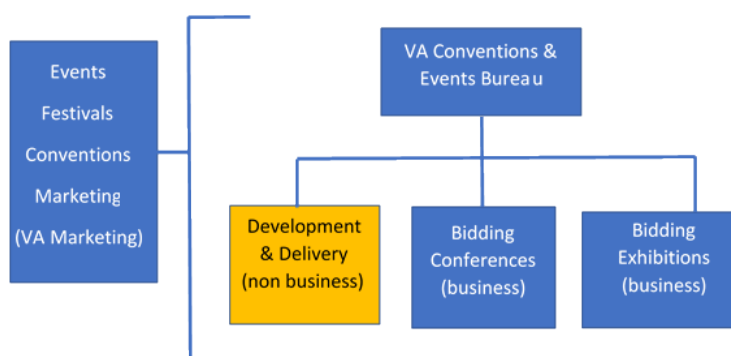 Events
Festivals
Conventions
Marketing
(VA Marketing)
VA Conventions &
Events Bureau
Development
& Delivery
(non business)
Bidding
Conferences
(business)
Bidding
Exhibitions
(business)